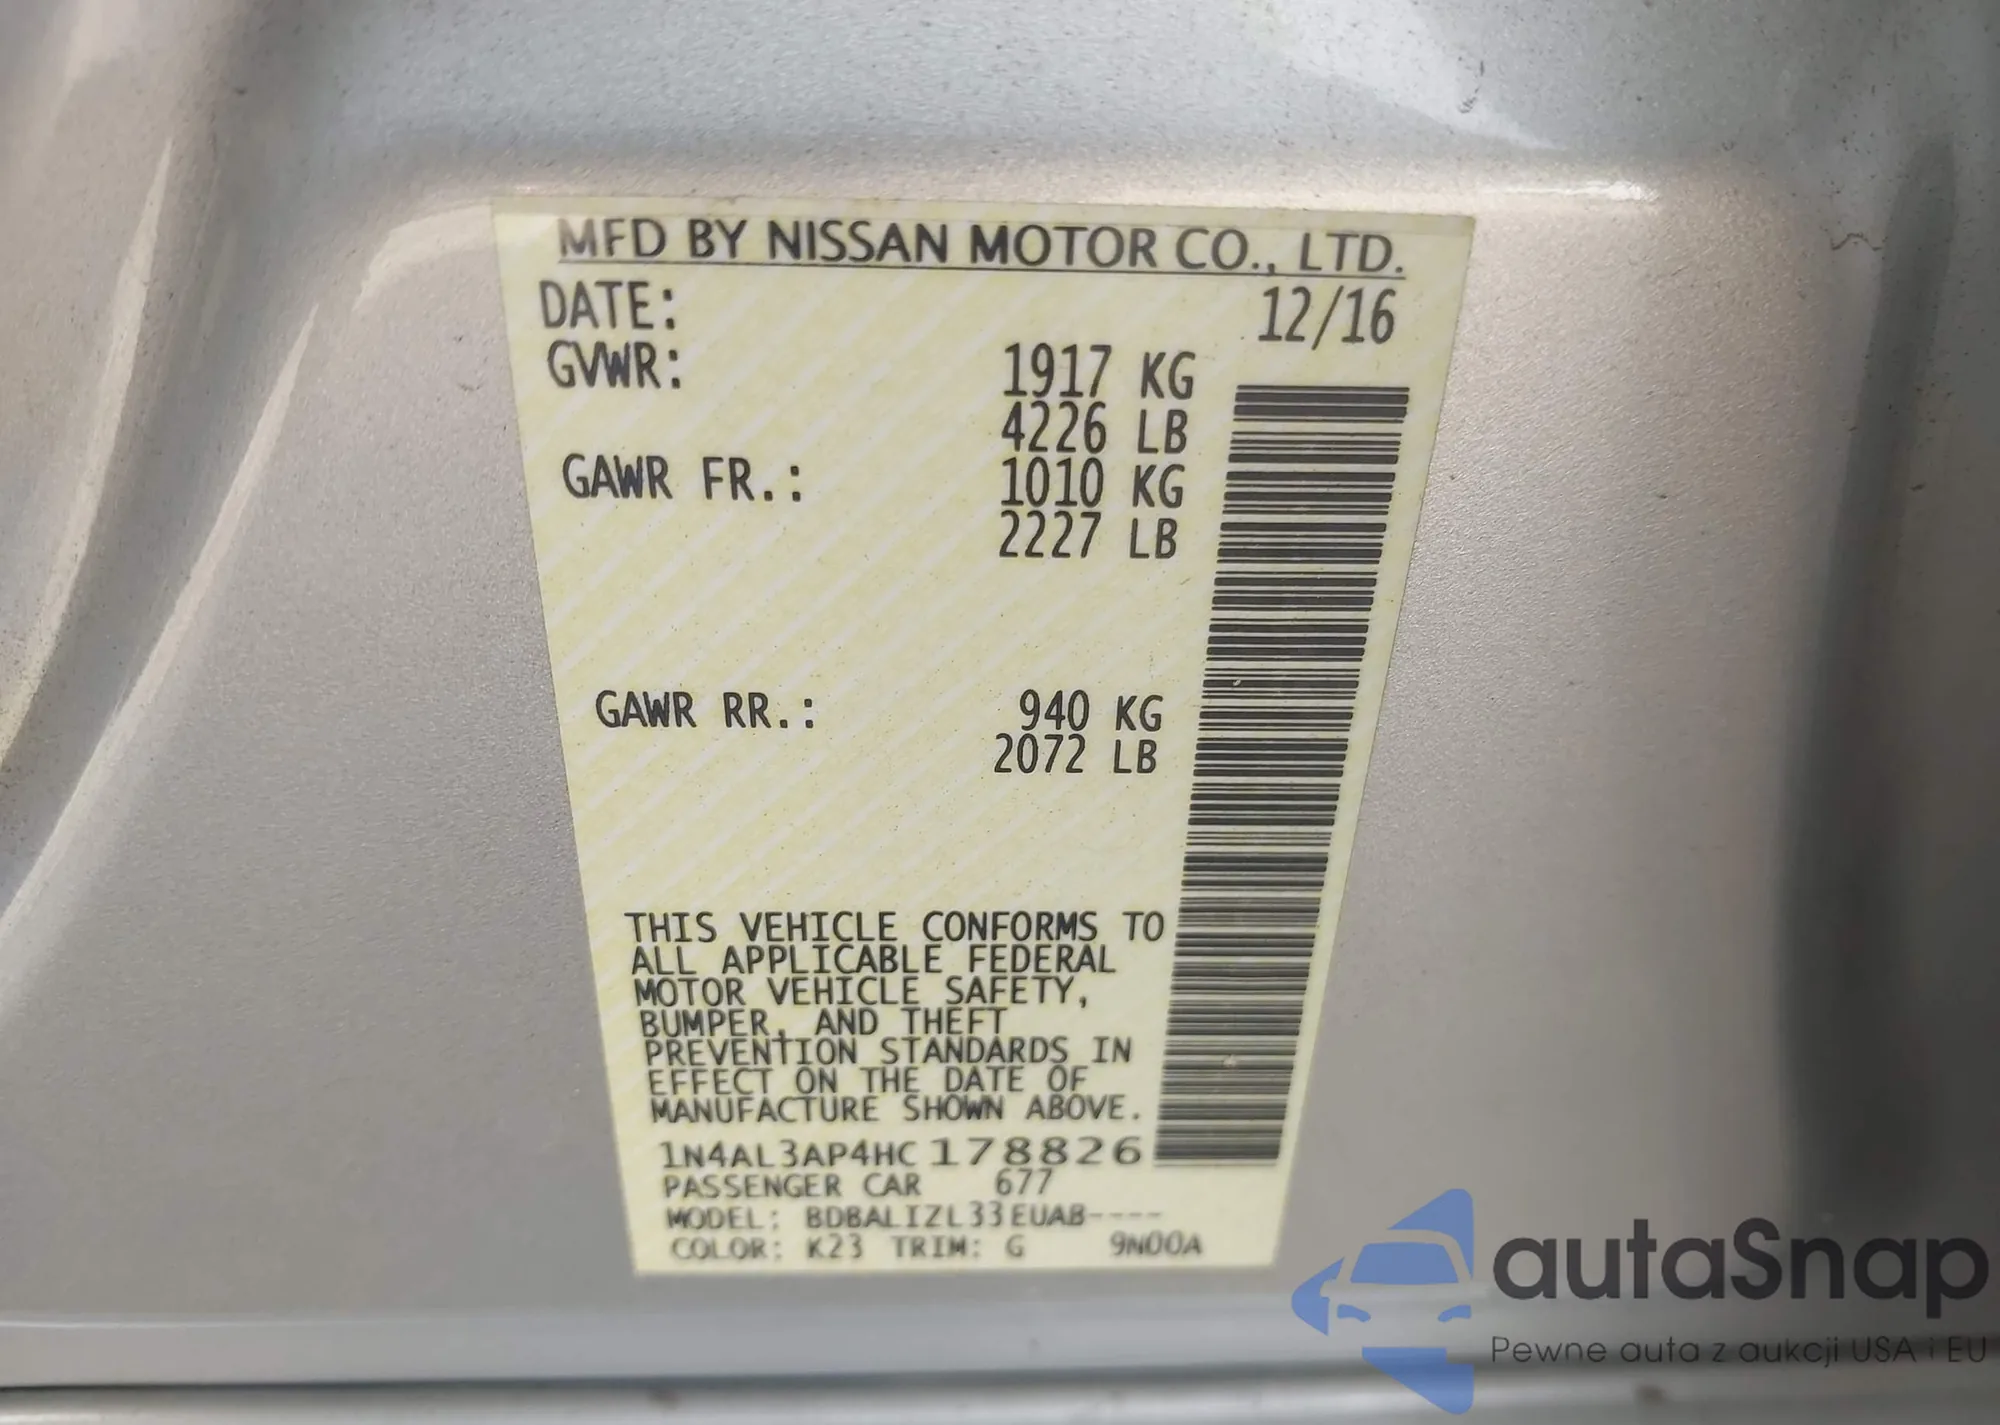 MFD BY NISSAN MOTOR CO., LTD.
DATE: 12/16
GVWR: 1917 KG
4226 LB
GAWR FR.: 1010 KG
2227 LB
GAWR RR.: 940 KG
2072 LB
THIS VEHICLE CONFORMS TO
ALL APPLICABLE FEDERAL
MOTOR VEHICLE SAFETY,
BUMPER, AND THEFT
PREVENTION STANDARDS IN
EFFECT ON THE DATE OF
MANUFACTURE SHOWN ABOVE.
1N4AL3AP4HC178826
PASSENGER CAR 677
MODEL: BDBALIZL33EUAB----
COLOR: K23 TRIM: G 9N00A
autaSnap
Pewne auta z aukcji USA i EU